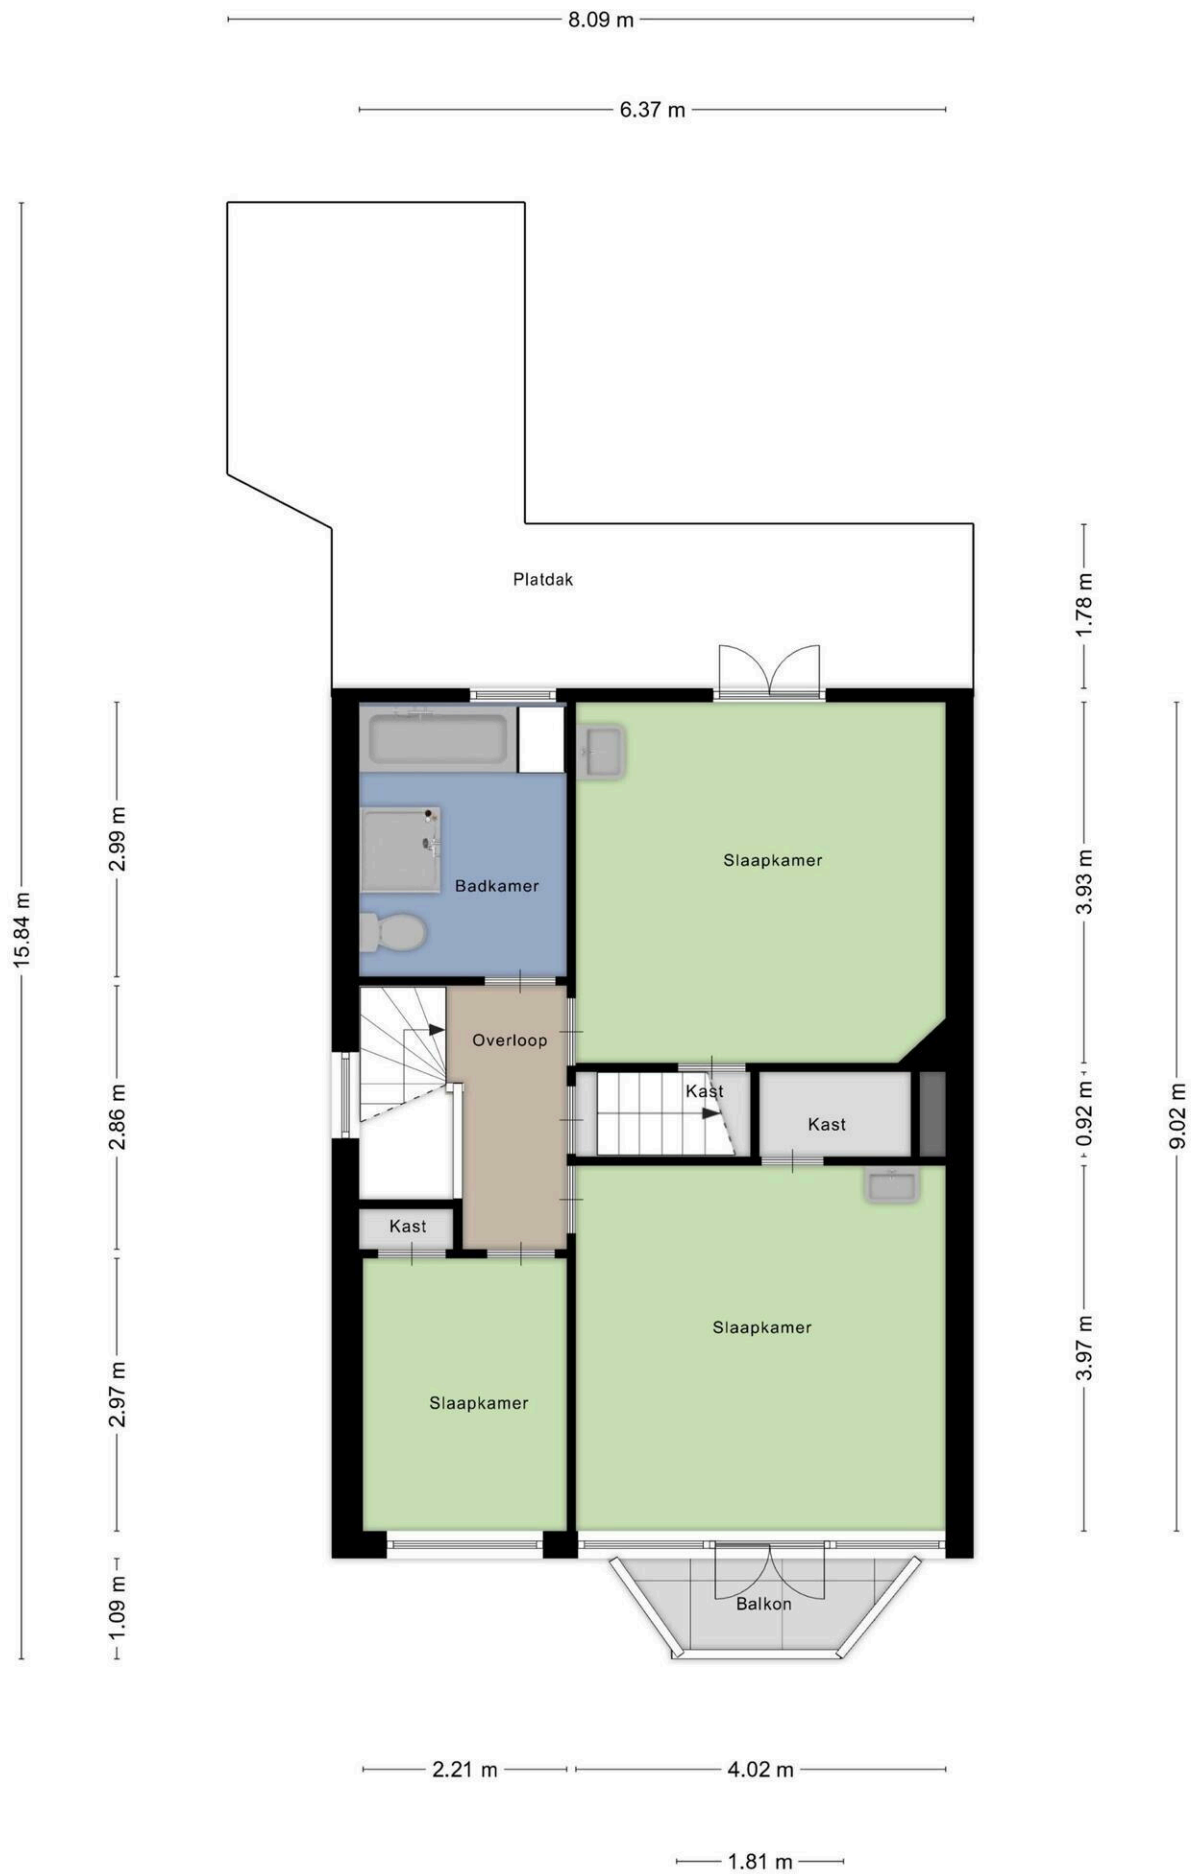 8.09 m
6.37 m
Platdak
1.78 m
15.84 m
2.99 m
Slaapkamer
3.93 m
Badkamer
Overloop
Kast
Kast
2.86 m
0.92 m
9.02 m
Kast
Slaapkamer
3.97 m
Slaapkamer
2.97 m
Balkon
1.09 m
2.21 m
4.02 m
1.81 m